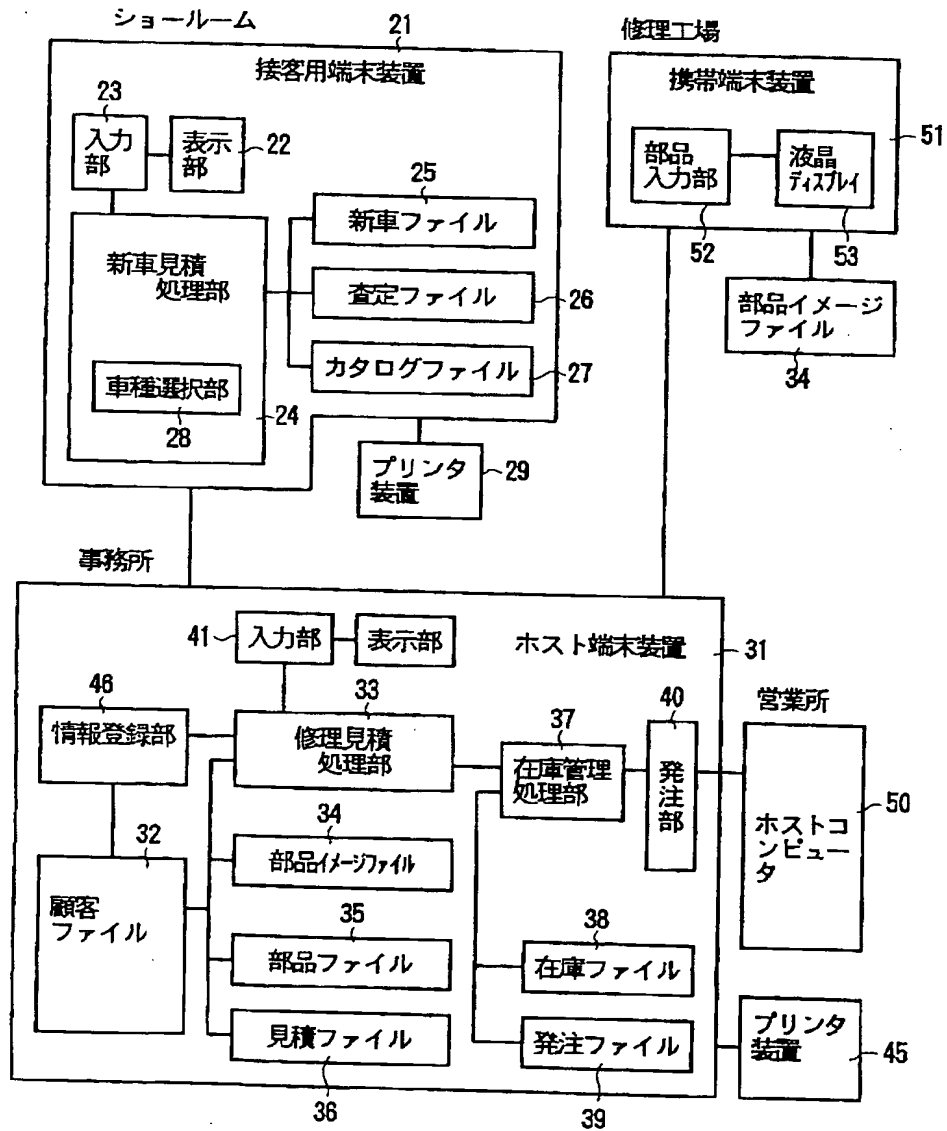 ショールーム
21
接客用端末装置
23
入力
部
表示
部
22
25
新車ファイル
新車見積
処理部
査定ファイル
26
カタログファイル
27
車種選択部
28
24
プリンタ
装置
29
修理工場
携帯端末装置
51
部品
入力部
液晶
ディスプレイ
52
53
部品イメージ
ファイル
34
事務所
41
入力部
表示部
ホスト端末装置
31
46
情報登録部
33
修理見積
処理部
37
在庫管理
処理部
40
発
注
部
営業所
50
ホストコ
ンピュー
タ
32
顧客
ファイル
34
部品イメージファイル
35
部品ファイル
38
在庫ファイル
見積ファイル
36
発注ファイル
39
プリンタ
装置
45